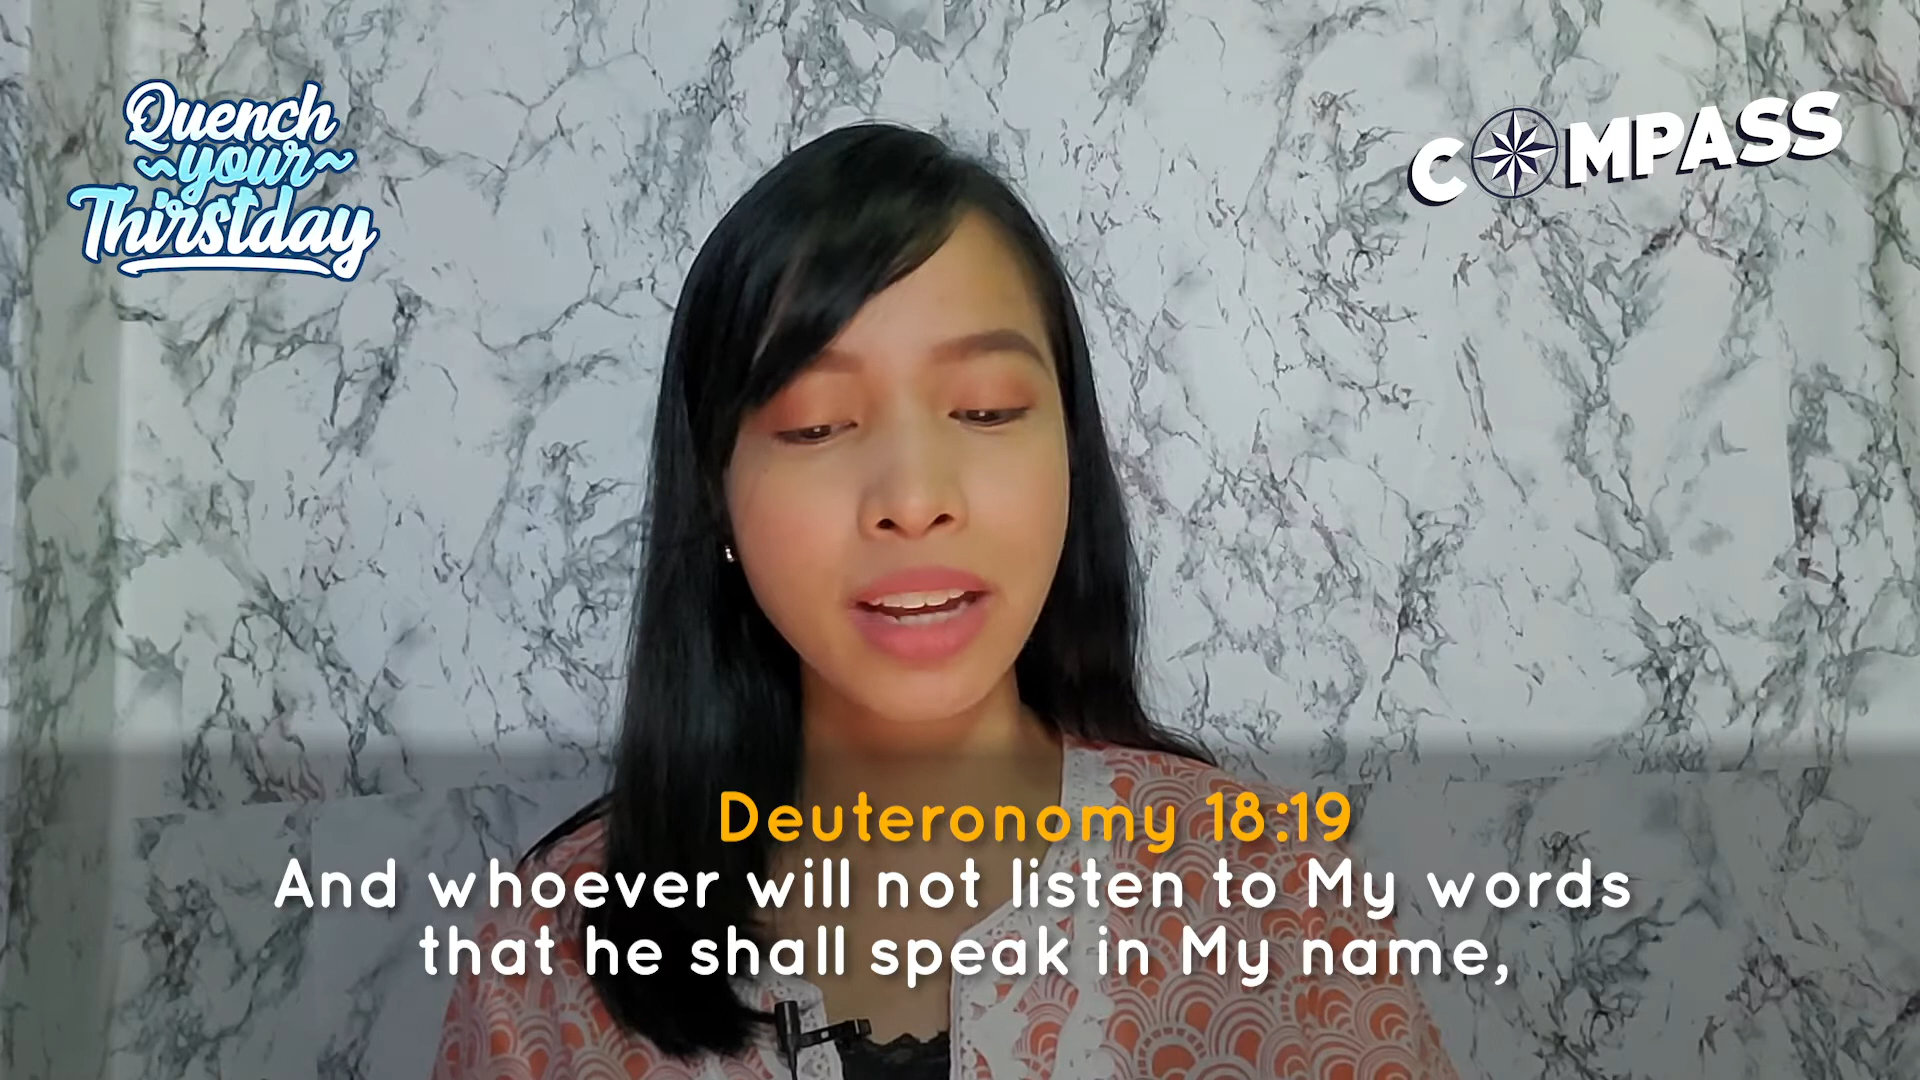 Quench
your
Thirstday
COMPASS
Deuteronomy 18:19
And whoever will not listen to My words
that he shall speak in My name,